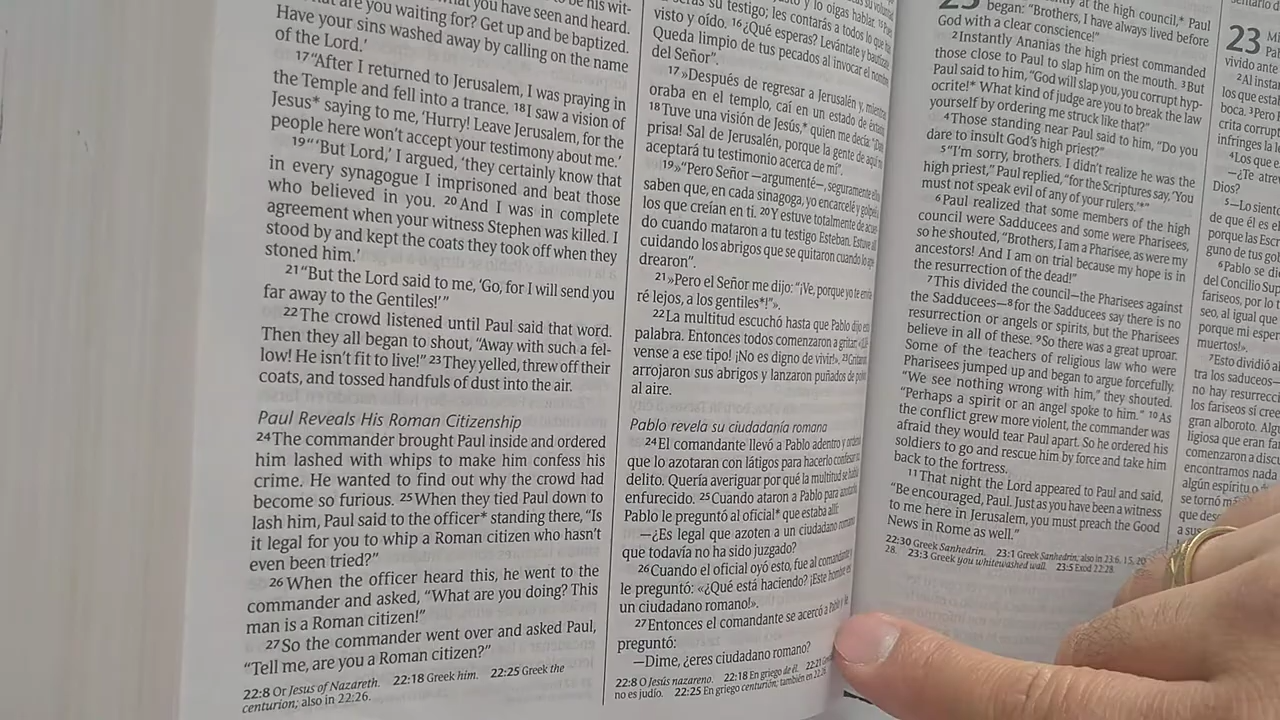 are you waiting for? Get up and be baptized.
Have your sins washed away by calling on the name
of the Lord.’
17“After I returned to Jerusalem, I was praying in
the Temple and fell into a trance. 18I saw a vision of
Jesus* saying to me, ‘Hurry! Leave Jerusalem, for the
people here won’t accept your testimony about me.’
19“‘But Lord,’ I argued, ‘they certainly know that
in every synagogue I imprisoned and beat those
who believed in you. 20And I was in complete
agreement when your witness Stephen was killed. I
stood by and kept the coats they took off when they
stoned him.’
21“But the Lord said to me, ‘Go, for I will send you
far away to the Gentiles!’”
22The crowd listened until Paul said that word.
Then they all began to shout, “Away with such a fel-
low! He isn’t fit to live!” 23They yelled, threw off their
coats, and tossed handfuls of dust into the air.
Paul Reveals His Roman Citizenship
24The commander brought Paul inside and ordered
him lashed with whips to make him confess his
crime. He wanted to find out why the crowd had
become so furious. 25When they tied Paul down to
lash him, Paul said to the officer* standing there, “Is
it legal for you to whip a Roman citizen who hasn’t
even been tried?”
26When the officer heard this, he went to the
commander and asked, “What are you doing? This
man is a Roman citizen!”
27So the commander went over and asked Paul,
“Tell me, are you a Roman citizen?”
22:8 Or Jesus of Nazareth. 22:18 Greek him. 22:25 Greek the
centurion; also in 22:26.
su testigo; les contarás a todos lo que
visto y oído. 16¿Qué esperas? Levántate y
Queda limpio de tus pecados al invocar el nombre
del Señor”.
17»Después de regresar a Jerusalén y, mientras
oraba en el templo, caí en un estado de éxtasis
18Tuve una visión de Jesús,* quien me decía:
prisa! Sal de Jerusalén, porque la gente de aquí no
aceptará tu testimonio acerca de mí”.
19»“Pero Señor —argumenté—, seguramente
saben que, en cada sinagoga, yo encarcelé y golpeé
los que creían en ti. 20Y estuve totalmente de
do cuando mataron a tu testigo Esteban. Estuve
cuidando los abrigos que se quitaron cuando
drearon”.
21»Pero el Señor me dijo: “¡Ve, porque yo te
ré lejos, a los gentiles*!”».
22La multitud escuchó hasta que Pablo dijo
palabra. Entonces todos comenzaron a gritar:
vense a ese tipo! ¡No es digno de vivir!». 23
arrojaron sus abrigos y lanzaron puñados de
al aire.
Pablo revela su ciudadanía romana
24El comandante llevó a Pablo adentro y
que lo azotaran con látigos para hacerlo
delito. Quería averiguar por qué la multitud se
enfurecido. 25Cuando ataron a Pablo para
Pablo le preguntó al oficial* que estaba allí:
—¿Es legal que azoten a un ciudadano romano
que todavía no ha sido juzgado?
26Cuando el oficial oyó esto, fue al comandante
le preguntó: «¿Qué está haciendo? ¡Este hombre es
un ciudadano romano!».
27Entonces el comandante se acercó a
preguntó:
—Dime, ¿eres ciudadano romano?
22:8 O Jesús nazareno. 22:18 En griego de él. 22:21
no es judío. 22:25 En griego centurión; también en
at the high council,* Paul
began: “Brothers, I have always lived before
God with a clear conscience!”
2Instantly Ananias the high priest commanded
those close to Paul to slap him on the mouth. 3But
Paul said to him, “God will slap you, you corrupt hyp-
ocrite!* What kind of judge are you to break the law
yourself by ordering me struck like that?”
4Those standing near Paul said to him, “Do you
dare to insult God’s high priest?”
5“I’m sorry, brothers. I didn’t realize he was the
high priest,” Paul replied, “for the Scriptures say, ‘You
must not speak evil of any of your rulers.’*”
6Paul realized that some members of the high
council were Sadducees and some were Pharisees,
so he shouted, “Brothers, I am a Pharisee, as were my
ancestors! And I am on trial because my hope is in
the resurrection of the dead!”
7This divided the council—the Pharisees against
the Sadducees—8for the Sadducees say there is no
resurrection or angels or spirits, but the Pharisees
believe in all of these. 9So there was a great uproar.
Some of the teachers of religious law who were
Pharisees jumped up and began to argue forcefully.
“We see nothing wrong with him,” they shouted.
“Perhaps a spirit or an angel spoke to him.” 10As
the conflict grew more violent, the commander was
afraid they would tear Paul apart. So he ordered his
soldiers to go and rescue him by force and take him
back to the fortress.
11That night the Lord appeared to Paul and said,
“Be encouraged, Paul. Just as you have been a witness
to me here in Jerusalem, you must preach the Good
News in Rome as well.”
22:30 Greek Sanhedrin. 23:1 Greek Sanhedrin; also in 23:6, 15, 20,
28. 23:3 Greek you whitewashed wall. 23:5 Exod 22:28.
23
vivido ante
2Al
los que
boca. 3Pero
crita corrup
infringes la
4Los que
—¿Te
Dios?
5—Lo
de que él es
porque las
guno de tus
6Pablo se
del Concilio
fariseos, por lo
seo, al igual que
porque mi
muertos!».
7Esto dividió
tra los saduceos—
no hay
los fariseos sí
gran alboroto.
ligiosa que eran
comenzaron a
encontramos nada
algún espíritu
se tornó
que
a sus